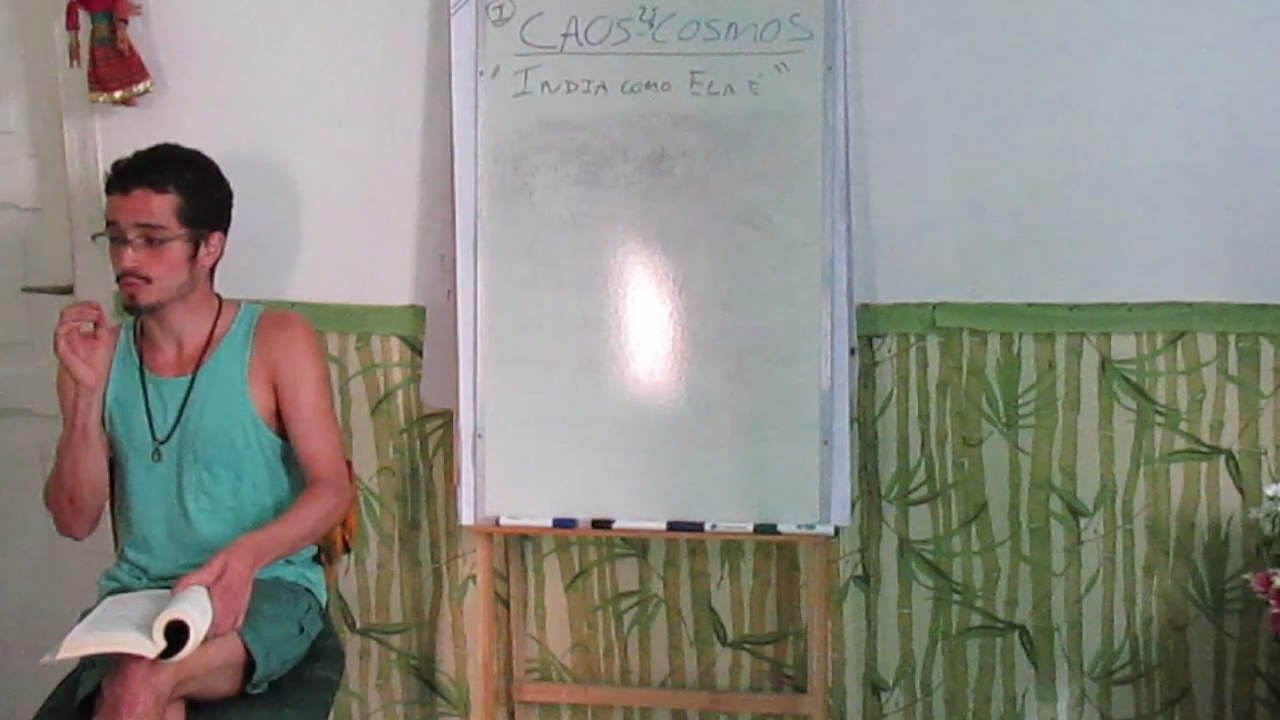 ① CAOS & COSMOS
"INDIA COMO ELA É"